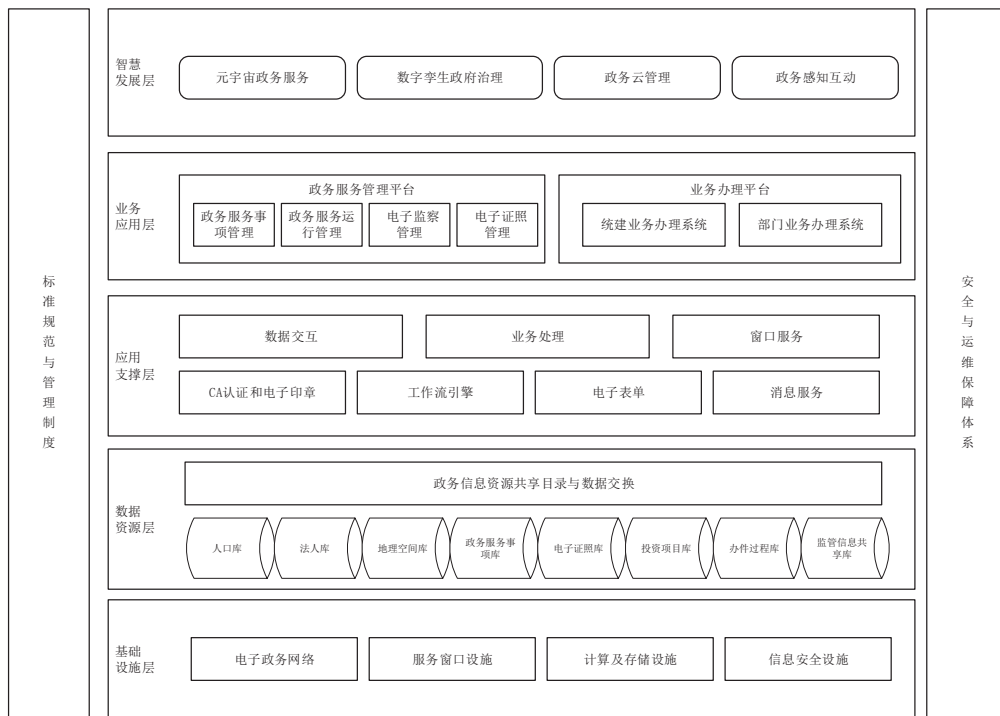 标准规范与管理制度
智慧
发展层
元宇宙政务服务
数字孪生政府治理
政务云管理
政务感知互动
业务
应用层
政务服务管理平台
政务服务事
项管理
政务服务运
行管理
电子监察
管理
电子证照
管理
业务办理平台
统建业务办理系统
部门业务办理系统
应用
支撑层
数据交互
业务处理
窗口服务
CA认证和电子印章
工作流引擎
电子表单
消息服务
数据
资源层
政务信息资源共享目录与数据交换
人口库
法人库
地理空间库
政务服务事
项库
电子证照库
投资项目库
办件过程库
监管信息共
享库
基础
设施层
电子政务网络
服务窗口设施
计算及存储设施
信息安全设施
安全与运维保障体系